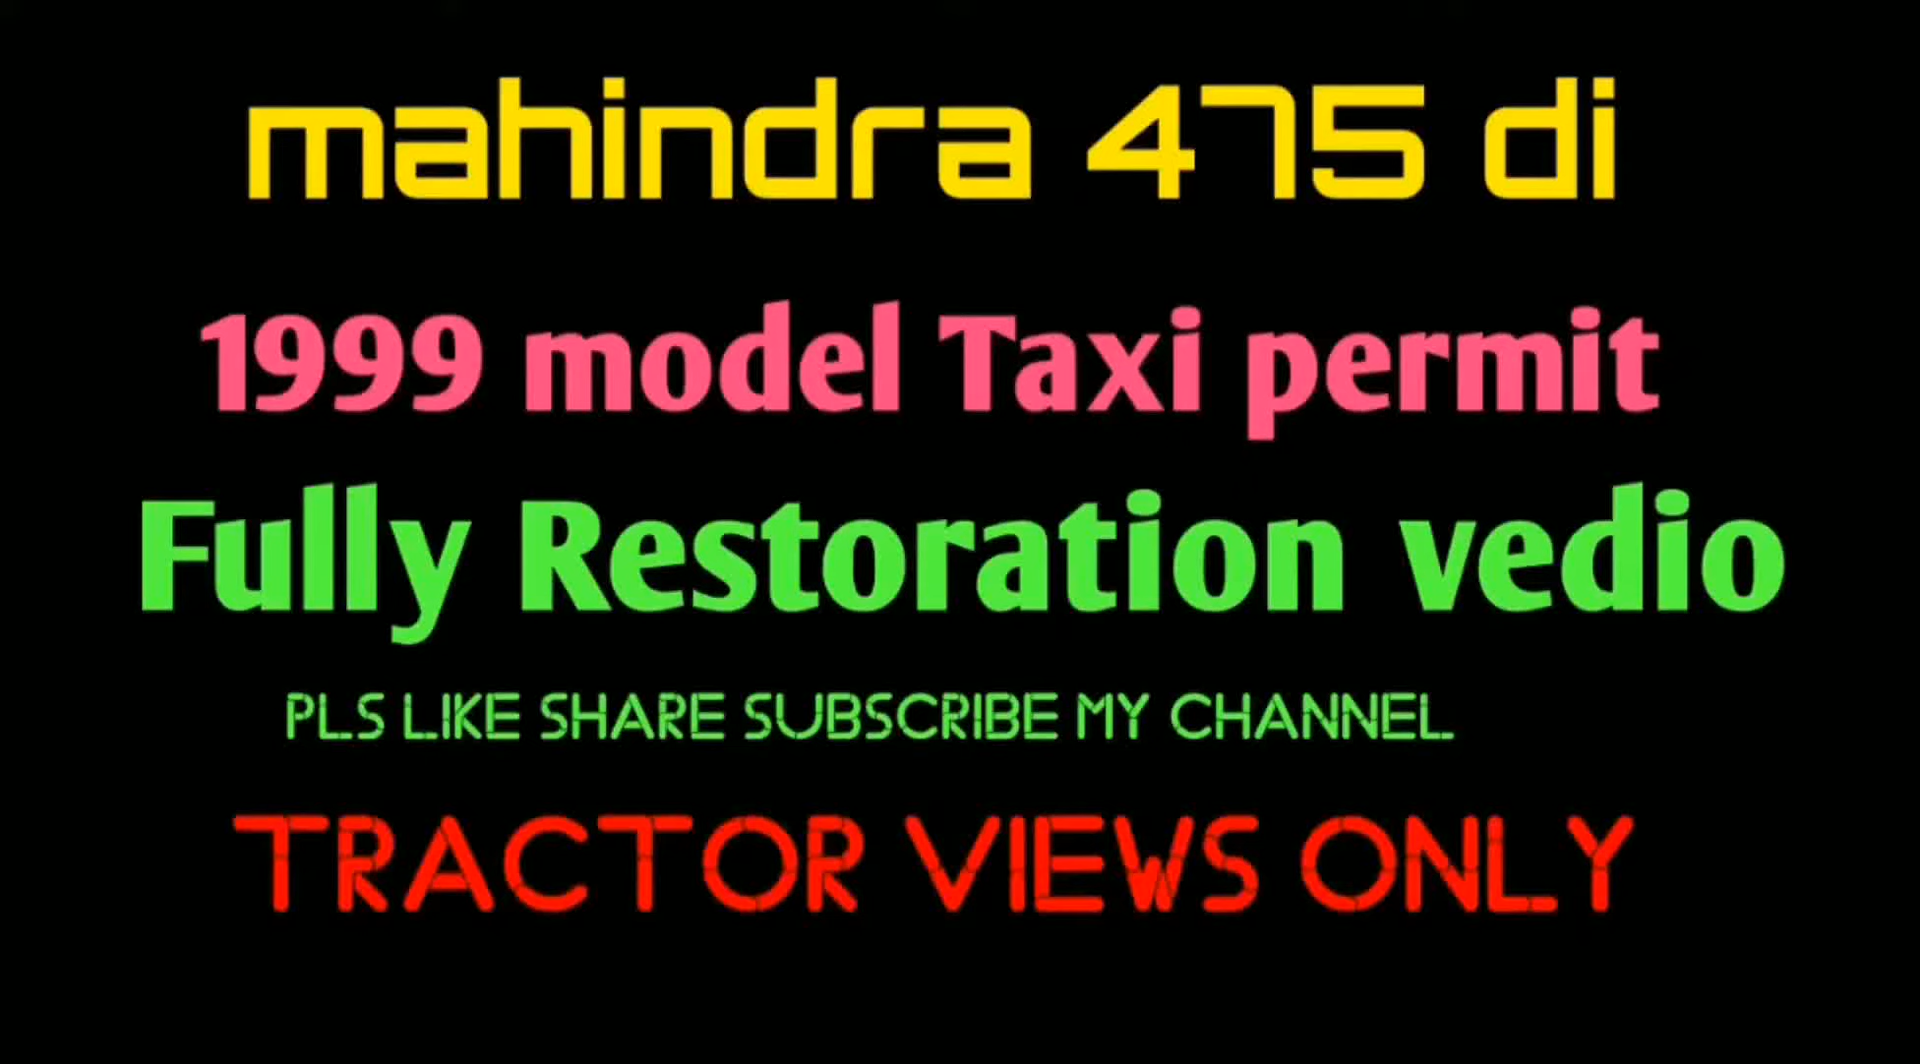 mahindra 475 di
1999 model Taxi permit
Fully Restoration vedio
PLS LIKE SHARE SUBSCRIBE MY CHANNEL
TRACTOR VIEWS ONLY